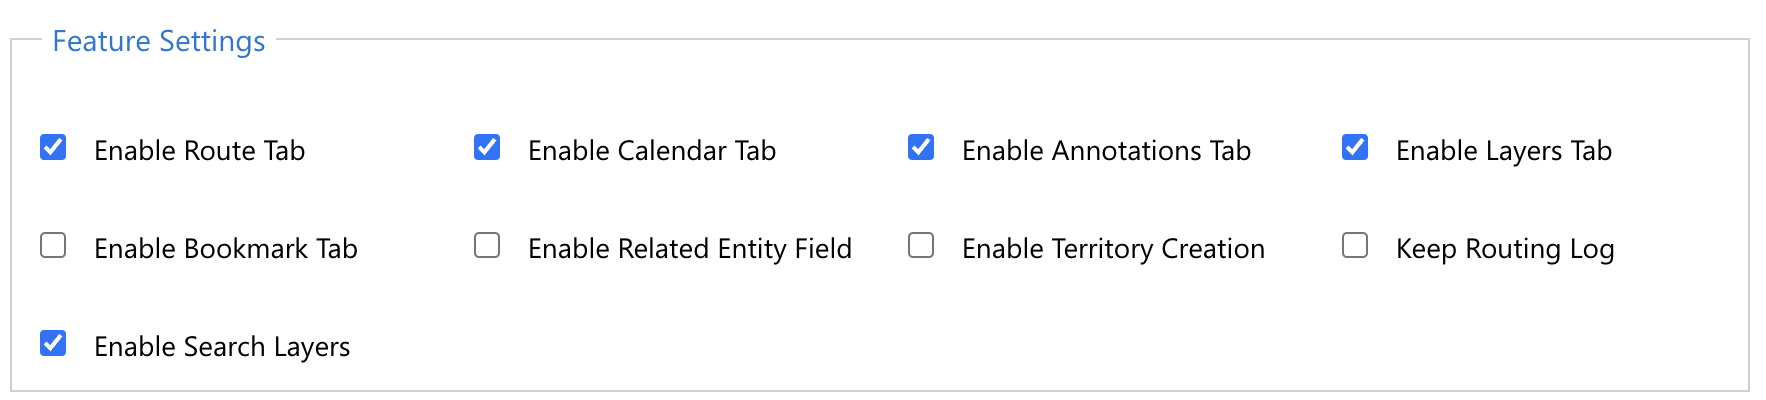 Feature Settings
Enable Route Tab
Enable Calendar Tab
Enable Annotations Tab
Enable Layers Tab
Enable Bookmark Tab
Enable Related Entity Field
Enable Territory Creation
Keep Routing Log
Enable Search Layers